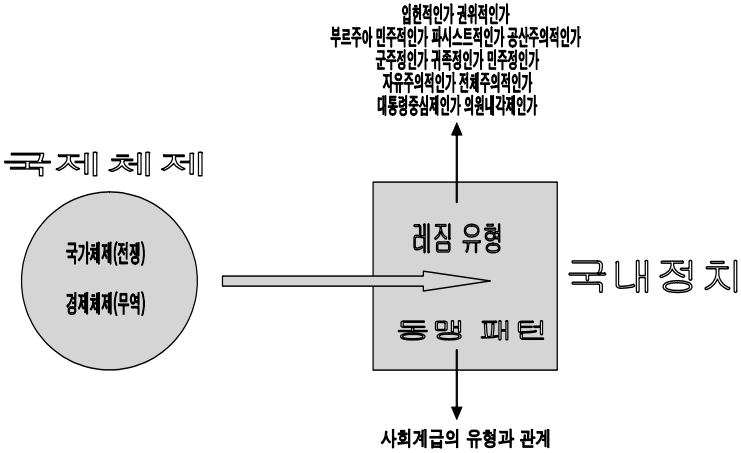 입헌적인가 권위적인가
부르주아 민주적인가 파시스트적인가 공산주의적인가
군주정인가 귀족정인가 민주정인가
자유주의적인가 전체주의적인가
대통령중심제인가 의원내각제인가
국제체제
국가체제(전쟁)
경제체제(무역)
레짐 유형
동맹 패턴
국내정치
사회계급의 유형과 관계